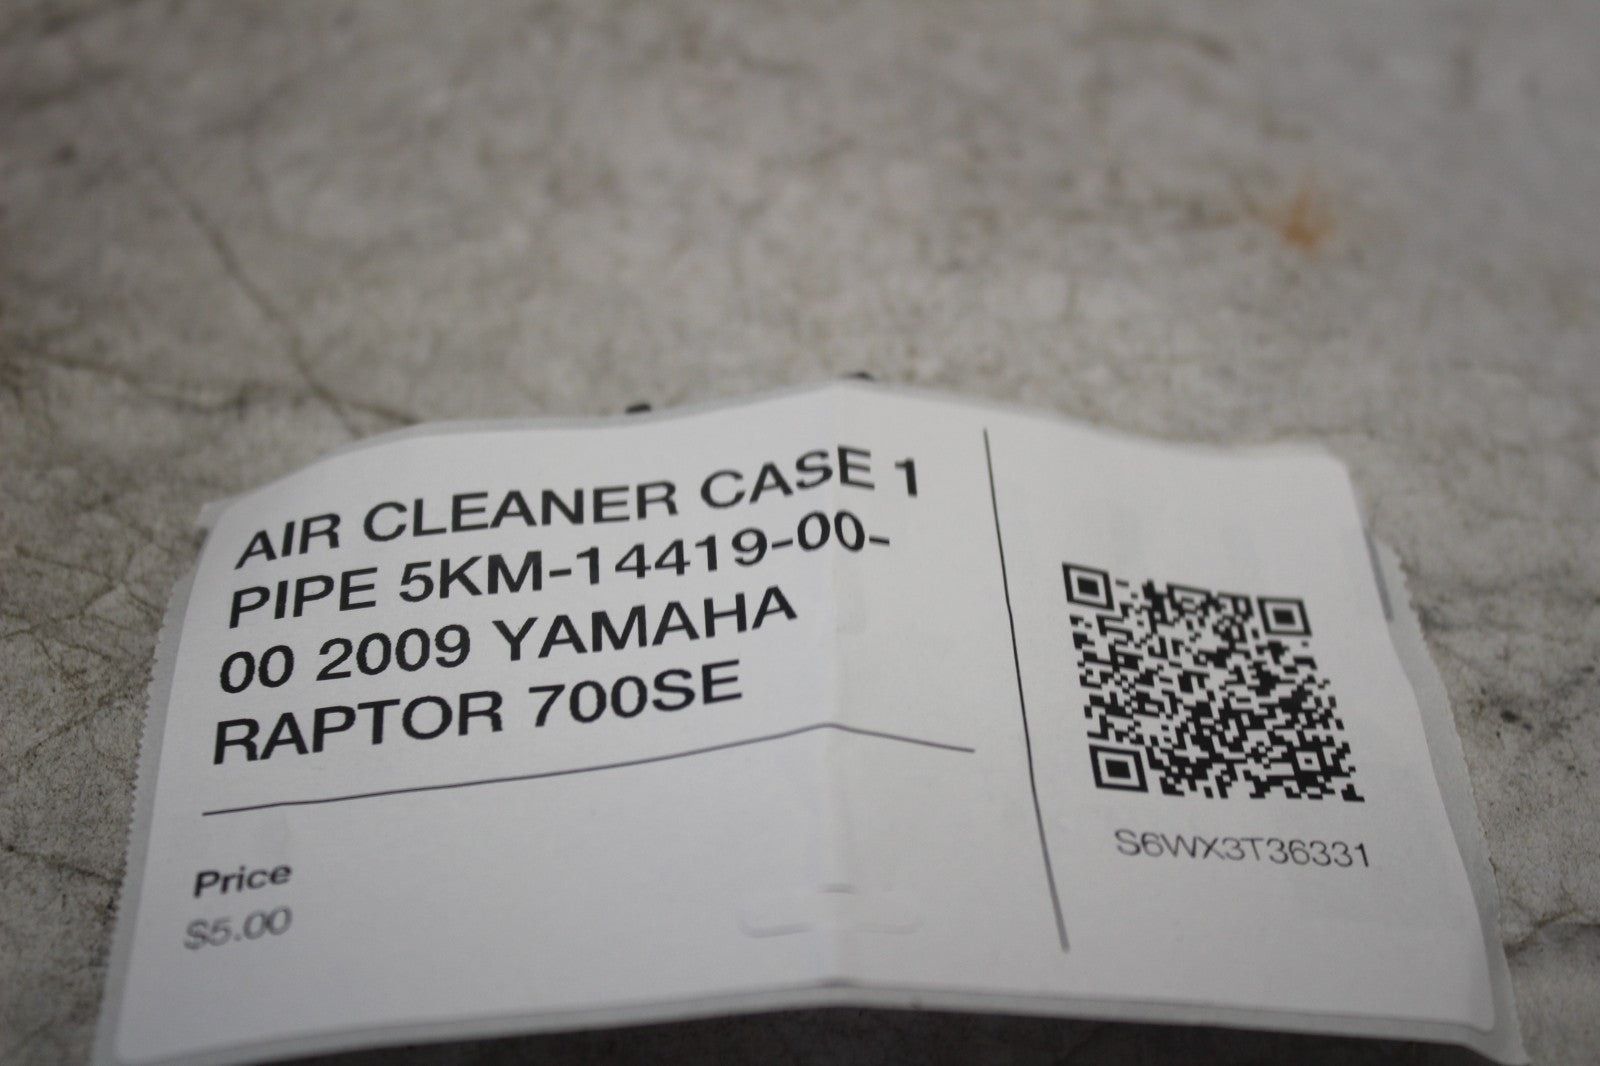 AIR CLEANER CASE 1
PIPE 5KM-14419-00-
00 2009 YAMAHA
RAPTOR 700SE
Price
$5.00
S6WX3T36331